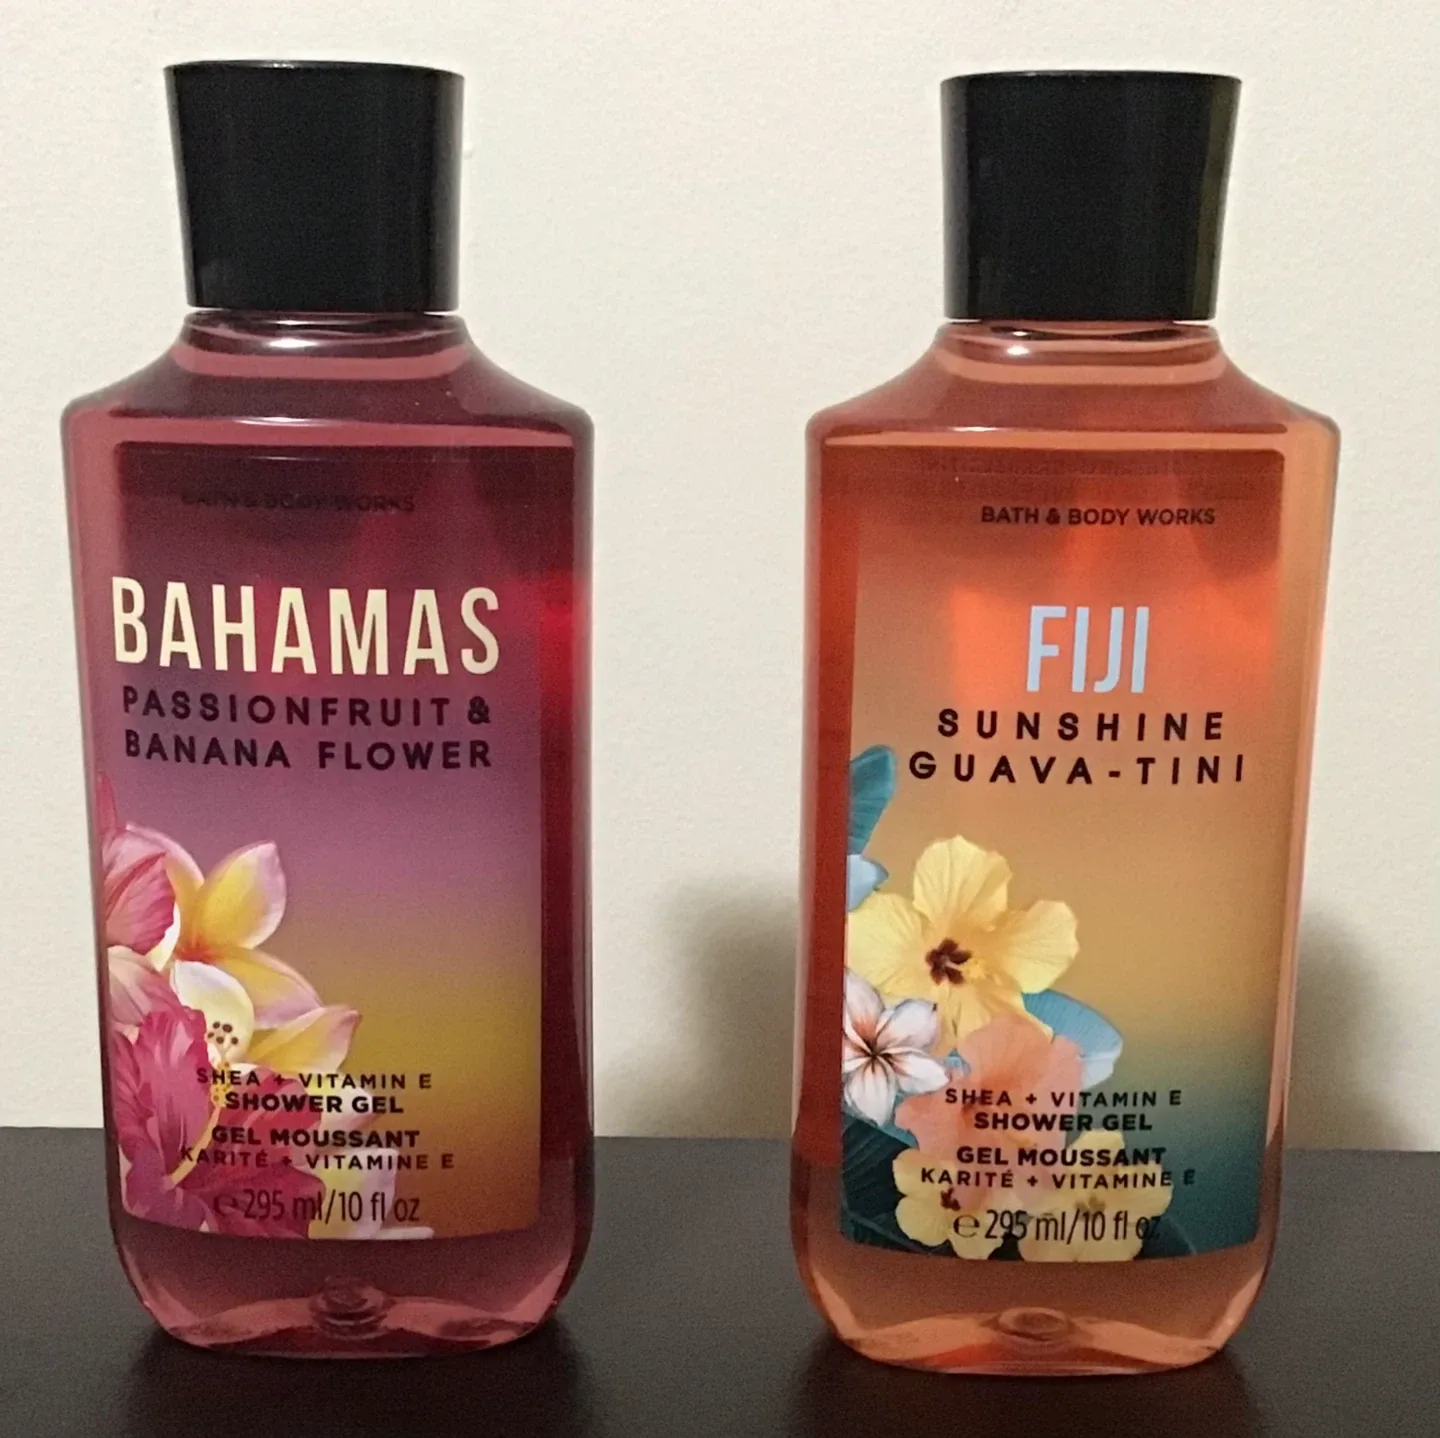 BATH & BODY WORKS
BAHAMAS
PASSIONFRUIT &
BANANA FLOWER
SHEA + VITAMIN E
SHOWER GEL
GEL MOUSSANT
KARITÉ + VITAMINE E
℮ 295 ml/10 fl oz
BATH & BODY WORKS
FIJI
SUNSHINE
GUAVA-TINI
SHEA + VITAMIN E
SHOWER GEL
GEL MOUSSANT
KARITÉ + VITAMINE E
℮ 295 ml/10 fl oz